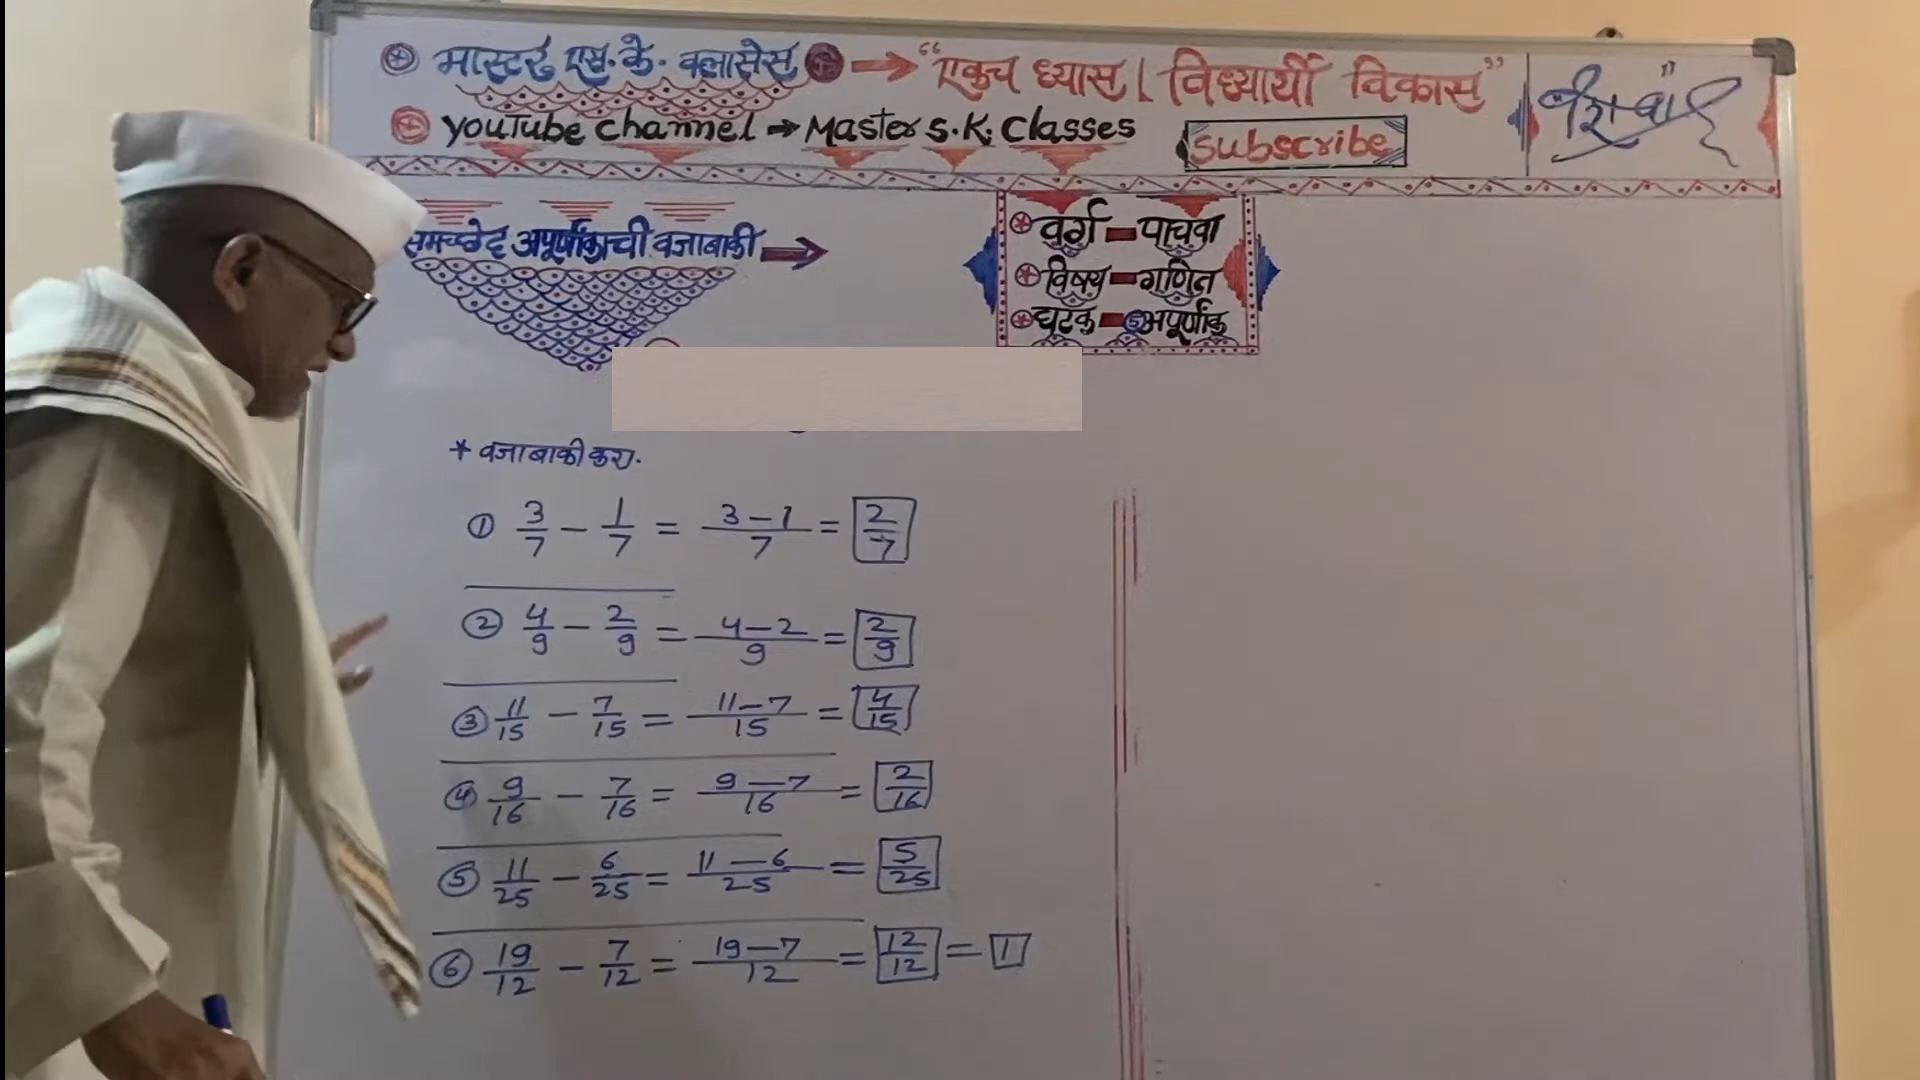 मास्टर एस. के. क्लासेस → "एकच ध्यास | विध्यार्थी विकास"
YouTube channel → Master S. K. Classes Subscribe
समच्छेद अपूर्णांकाची वजाबाकी →
वर्ग - पाचवा
विषय - गणित
घटक - 5 अपूर्णांक
* वजाबाकी करा.
① 3/7 - 1/7 = 3-1/7 = 2/7
② 4/9 - 2/9 = 4-2/9 = 2/9
③ 11/15 - 7/15 = 11-7/15 = 4/15
④ 9/16 - 7/16 = 9-7/16 = 2/16
⑤ 11/25 - 6/25 = 11-6/25 = 5/25
⑥ 19/12 - 7/12 = 19-7/12 = 12/12 = 1